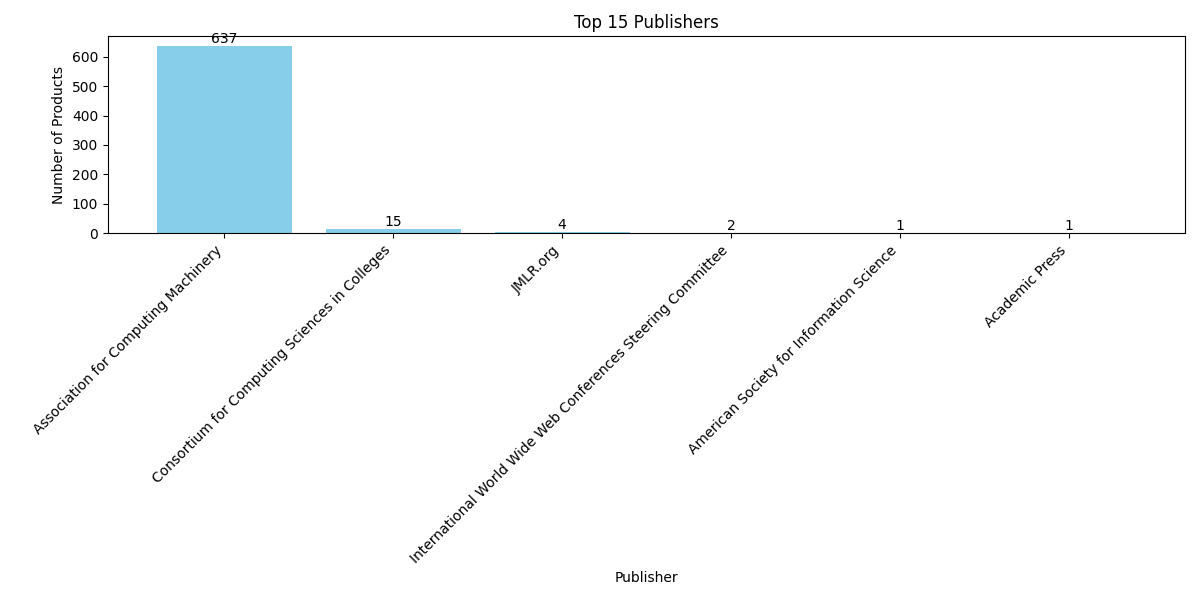 Top 15 Publishers
Number of Products
600
500
400
300
200
100
0
637
15
4
2
1
1
Association for Computing Machinery
Consortium for Computing Sciences in Colleges
JMLR.org
International World Wide Web Conferences Steering Committee
American Society for Information Science
Academic Press
Publisher